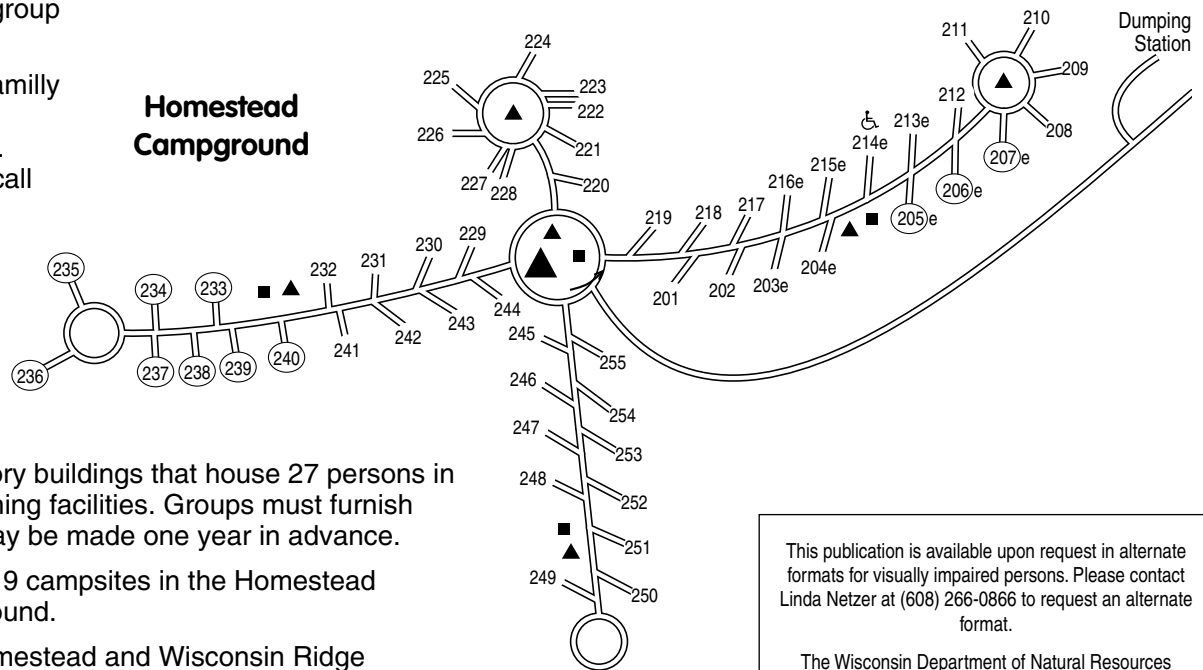 group
amilly
.
call
Homestead
Campground
224
225
223
222
226
221
227
228
220
211
210
Dumping
Station
209
212
208
213e
207e
214e
206e
215e
205e
216e
217
218
219
204e
203e
202
201
235
234
233
232
231
230
229
236
237
238
239
240
241
242
243
244
245
255
246
254
247
253
248
252
251
249
250
ory buildings that house 27 persons in
ning facilities. Groups must furnish
ay be made one year in advance.
9 campsites in the Homestead
ound.
mestead and Wisconsin Ridge
This publication is available upon request in alternate
formats for visually impaired persons. Please contact
Linda Netzer at (608) 266-0866 to request an alternate
format.
The Wisconsin Department of Natural Resources